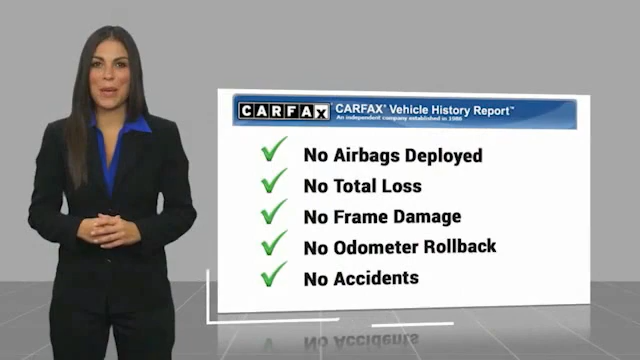 CARFAX
CARFAX® Vehicle History Report™
An independent company established in 1986
No Airbags Deployed
No Total Loss
No Frame Damage
No Odometer Rollback
No Accidents